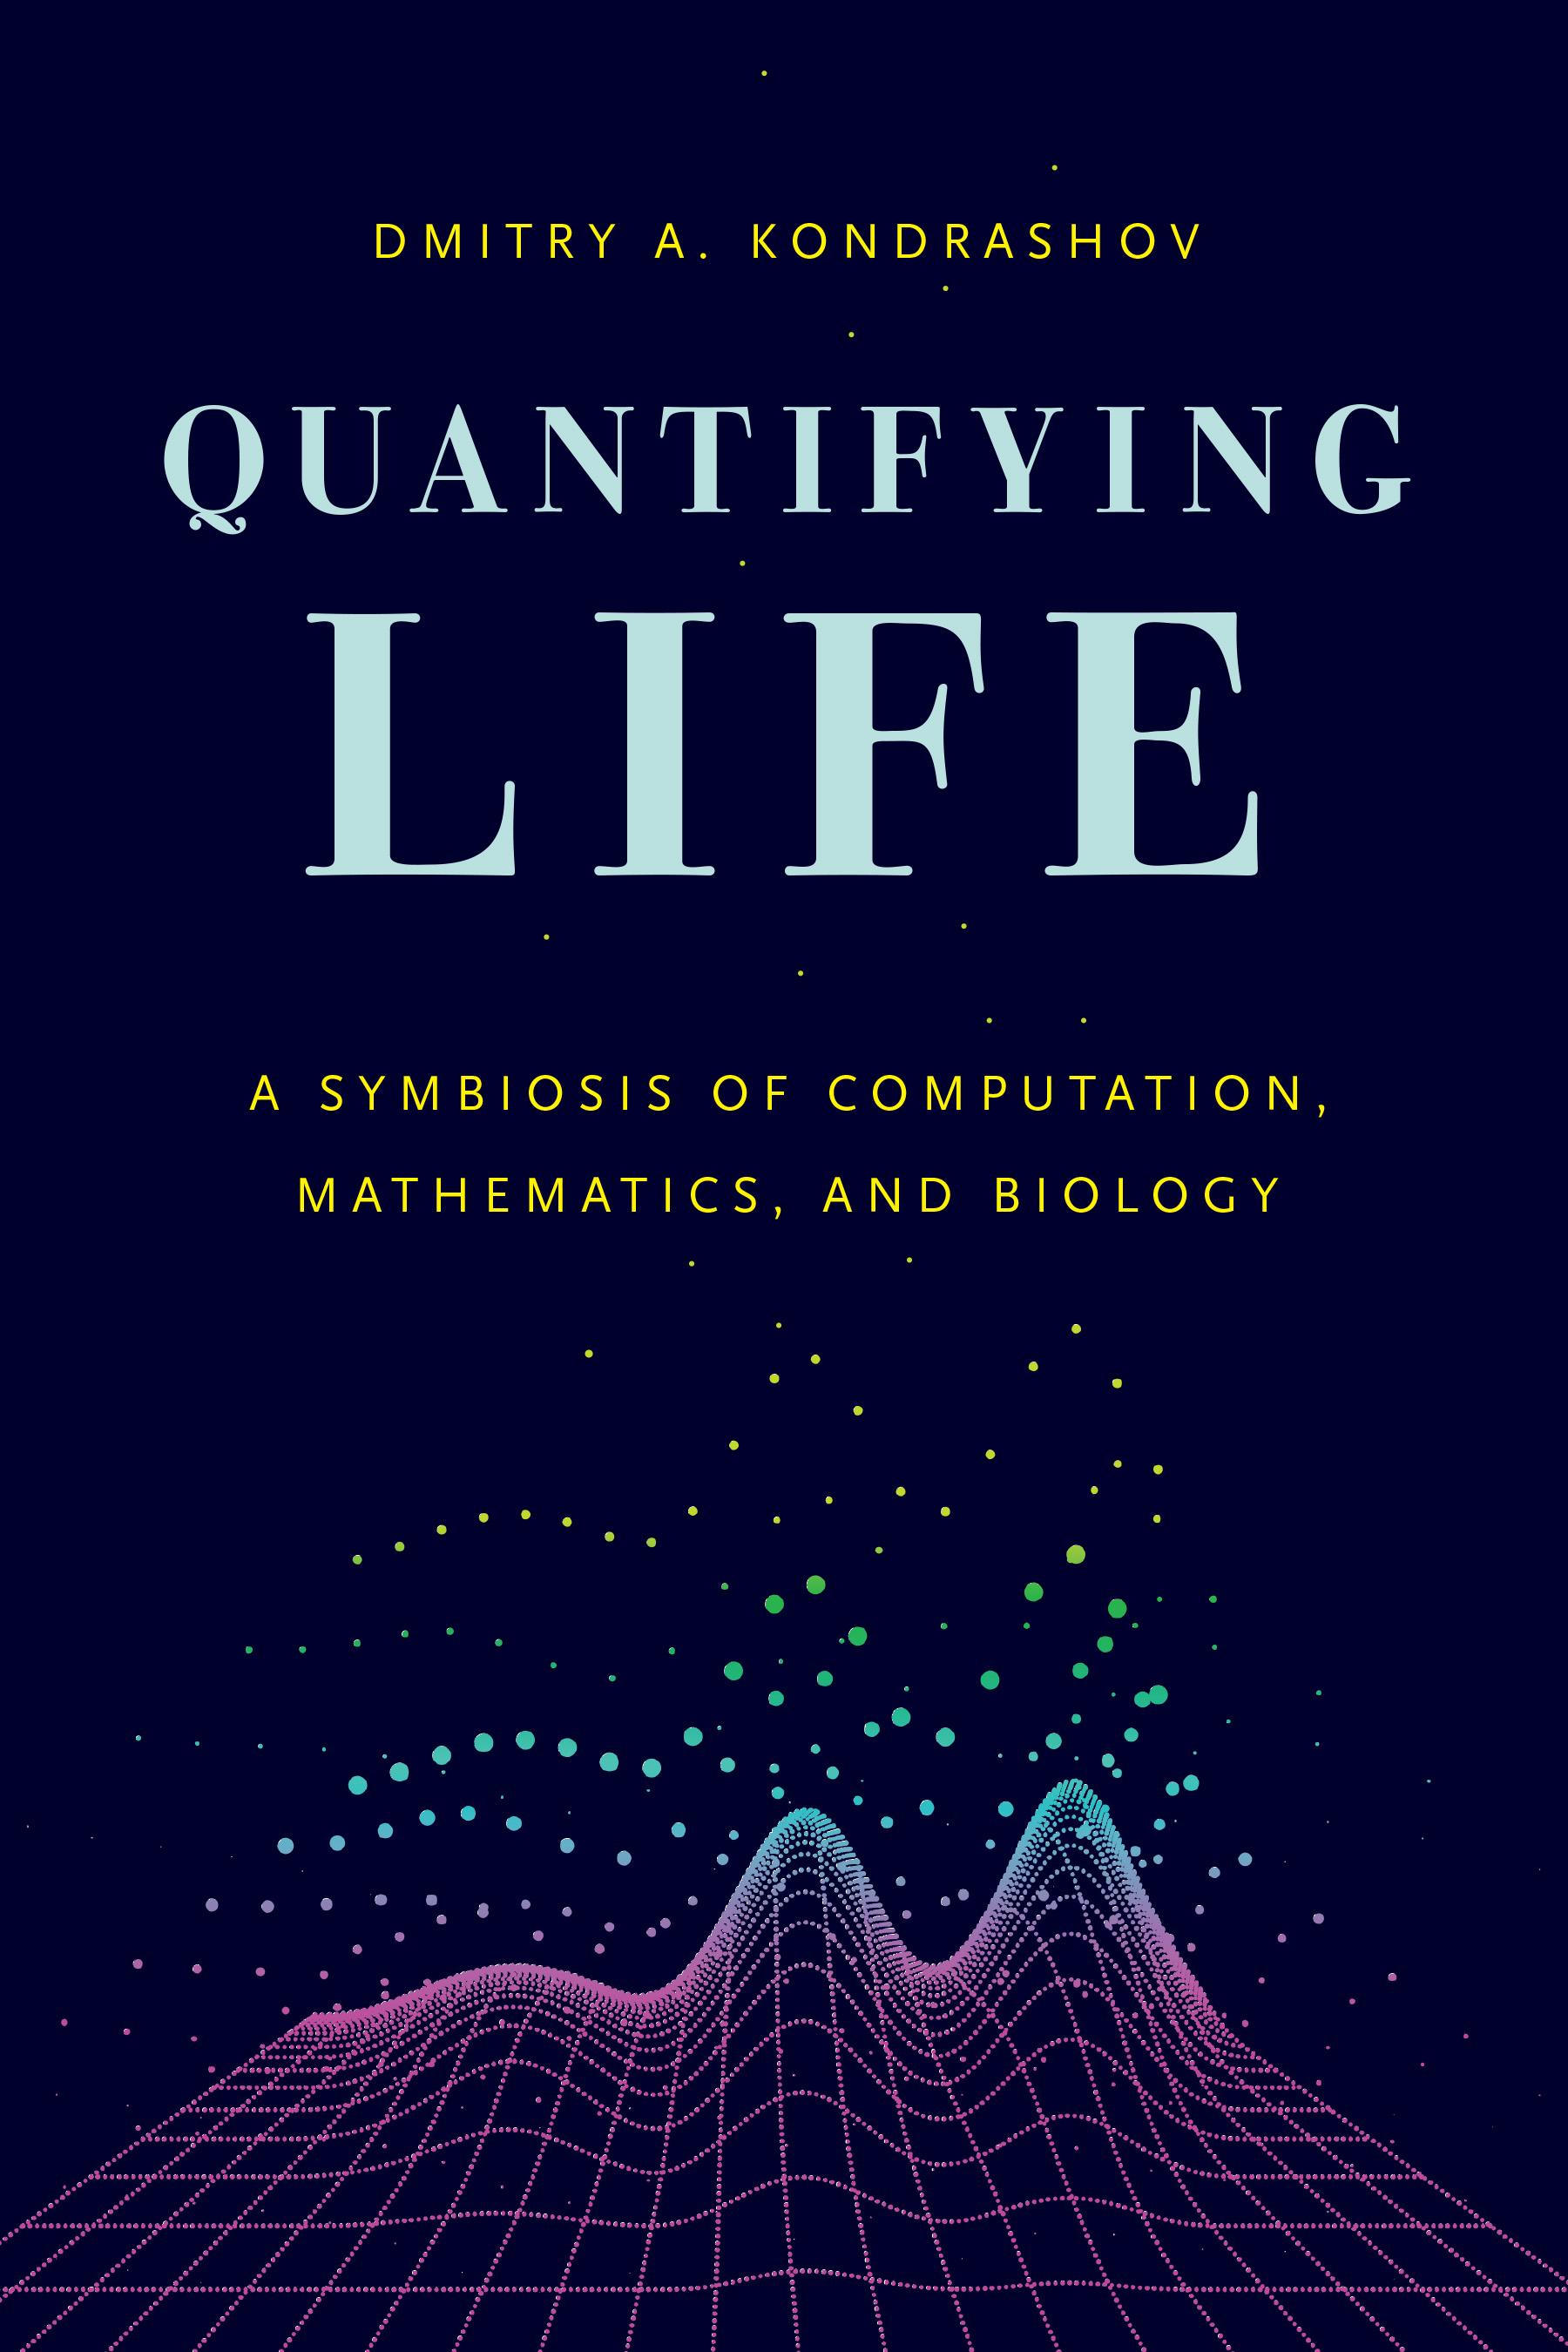 DMITRY A. KONDRASHOV
QUANTIFYING
LIFE
A SYMBIOSIS OF COMPUTATION,
MATHEMATICS, AND BIOLOGY